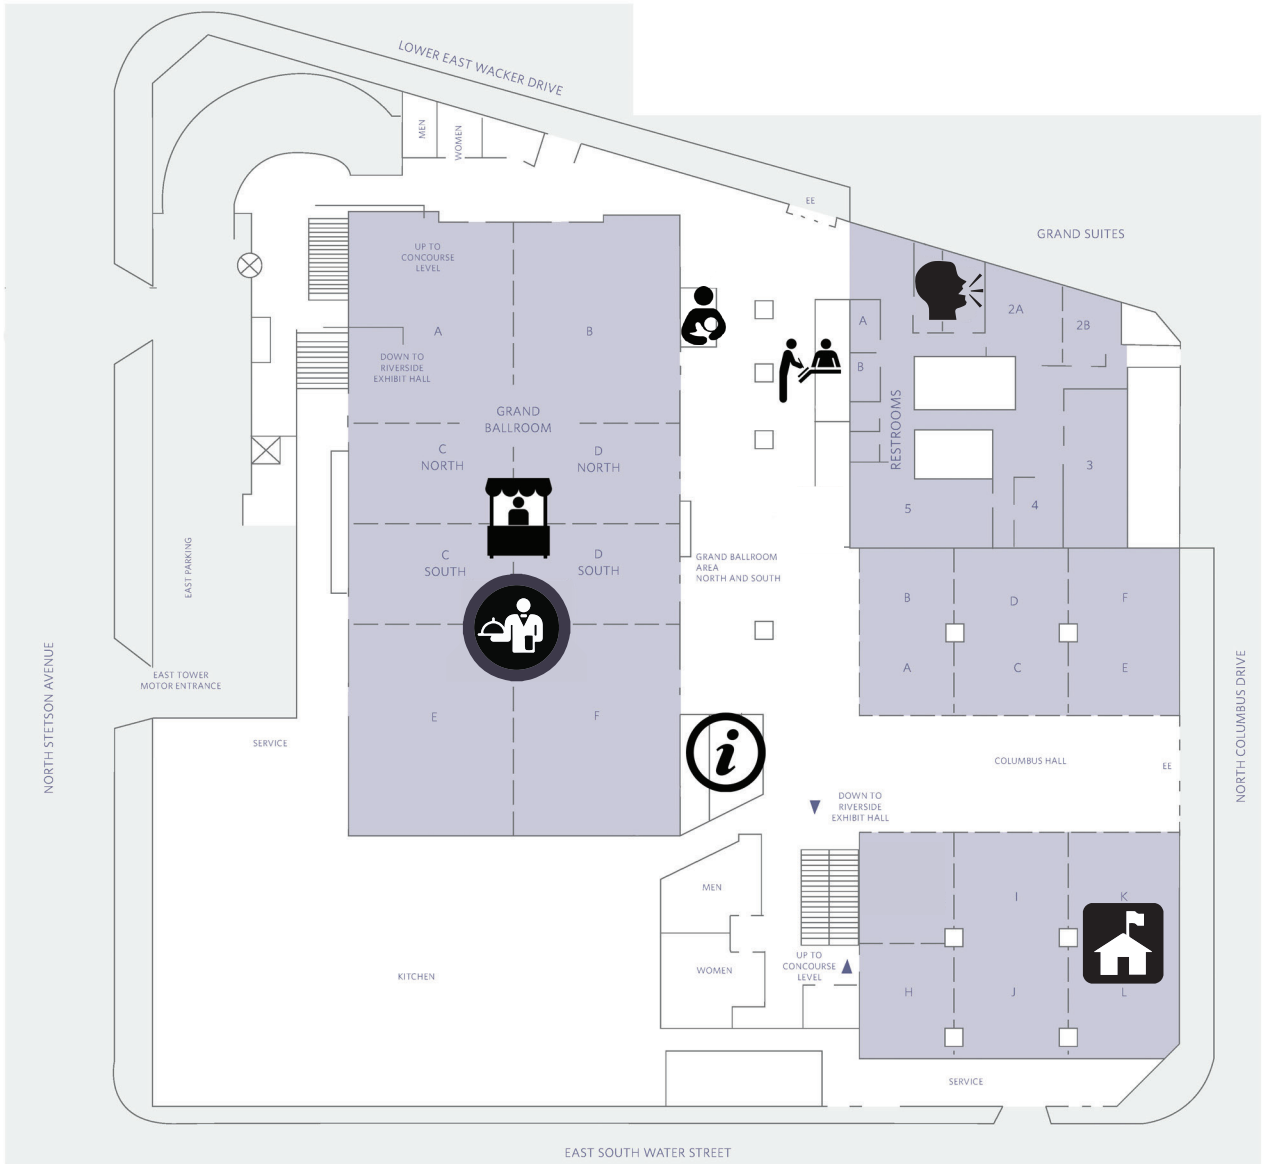 LOWER EAST WACKER DRIVE
MEN
WOMEN
EE
GRAND SUITES
UP TO
CONCOURSE
LEVEL
A
B
DOWN TO
RIVERSIDE
EXHIBIT HALL
2A
2B
A
B
RESTROOMS
GRAND
BALLROOM
C
NORTH
D
NORTH
3
4
5
C
SOUTH
D
SOUTH
GRAND BALLROOM
AREA
NORTH AND SOUTH
EAST PARKING
B
D
F
A
C
E
NORTH STETSON AVENUE
EAST TOWER
MOTOR ENTRANCE
NORTH COLUMBUS DRIVE
E
F
SERVICE
i
COLUMBUS HALL
EE
DOWN TO
RIVERSIDE
EXHIBIT HALL
MEN
I
K
KITCHEN
WOMEN
UP TO
CONCOURSE
LEVEL
H
J
L
SERVICE
EAST SOUTH WATER STREET